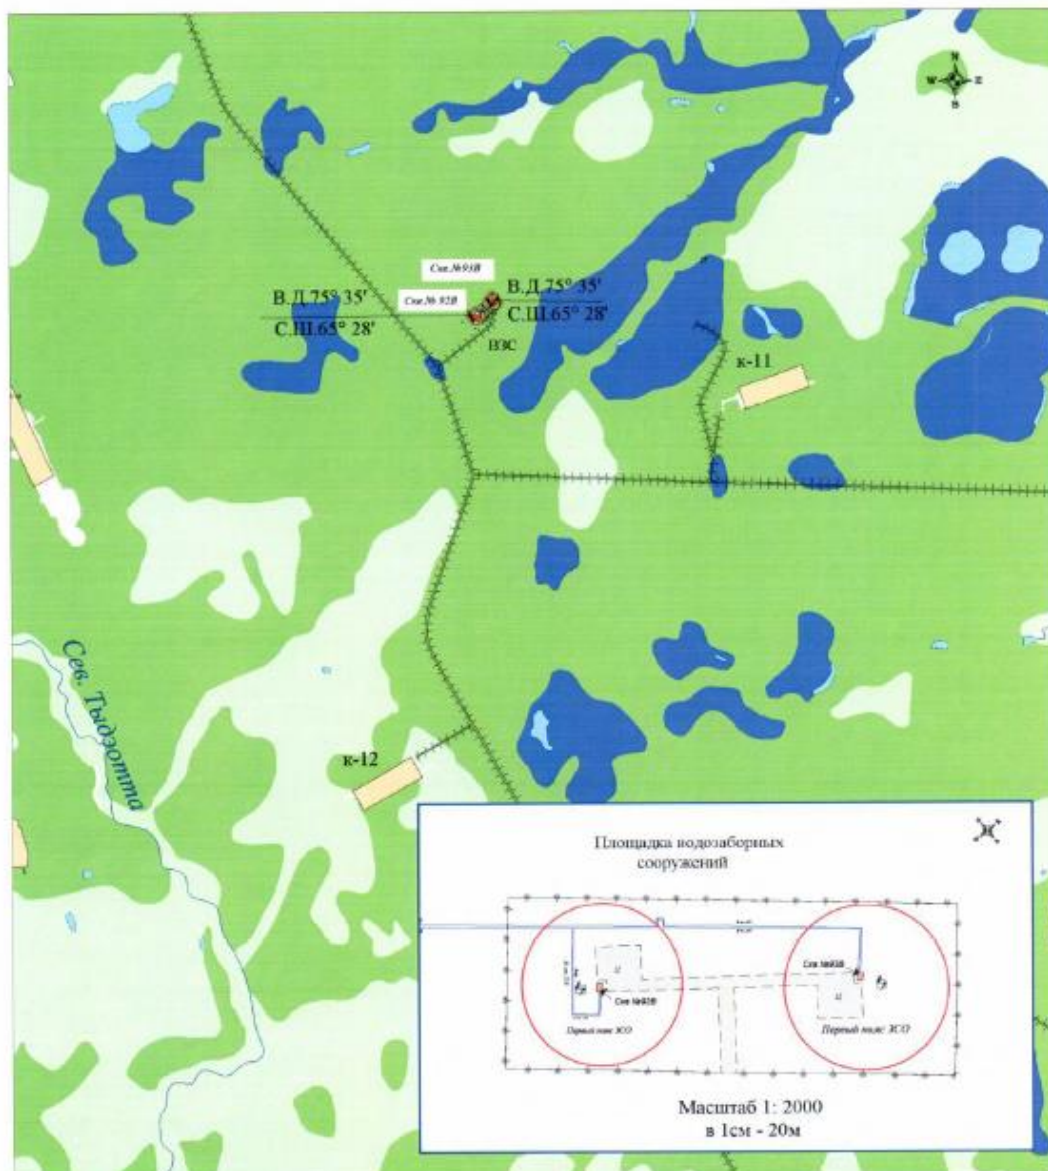 N
W E
S
Скв.№93В
Скв.№ 92В
В.Д.75° 35'
С.Ш.65° 28'
В.Д.75° 35'
С.Ш.65° 28'
ВЗС
к-11
Сев. Тыдэотта
к-12
Площадка водозаборных
сооружений
Скв №93В
Скв №92В
Первый пояс ЗСО
Первый пояс ЗСО
Масштаб 1: 2000
в 1см - 20м